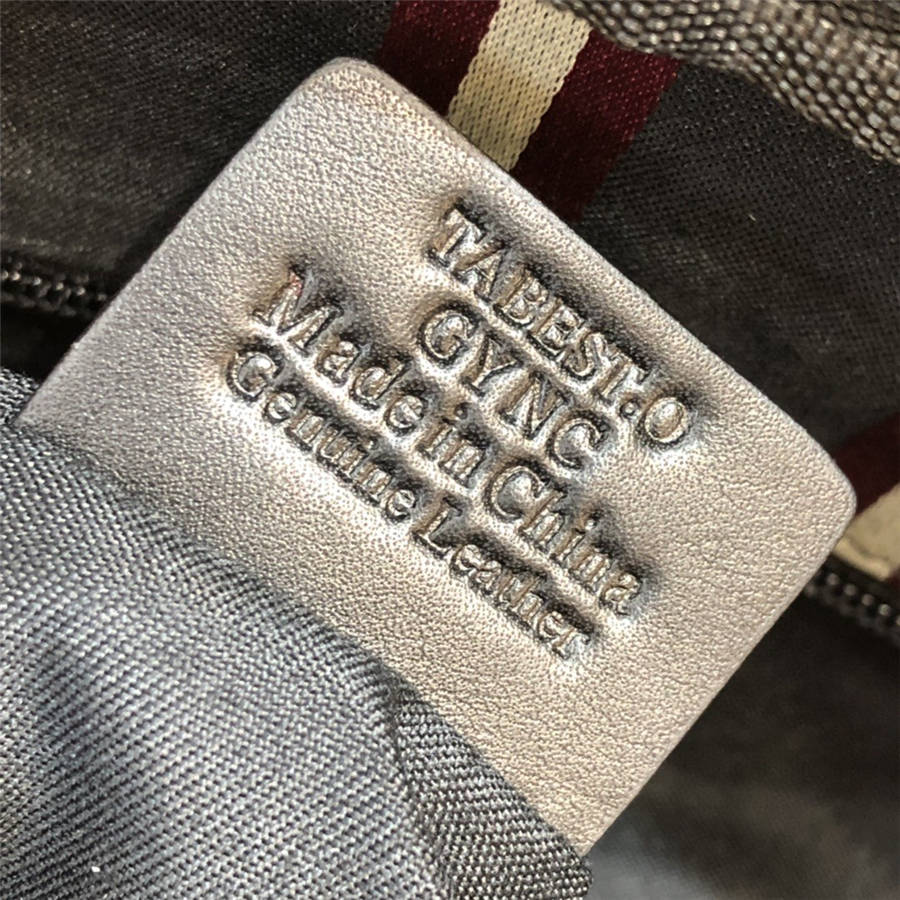 TABEST.O
GYNC
Made in China
Genuine Leather